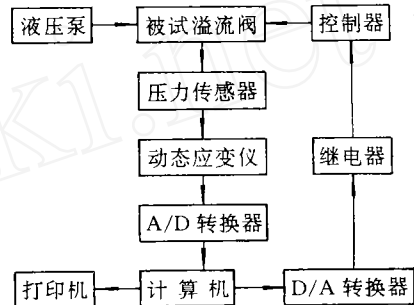 液压泵
被试溢流阀
控制器
压力传感器
动态应变仪
继电器
A/D 转换器
打印机
计算机
D/A 转换器